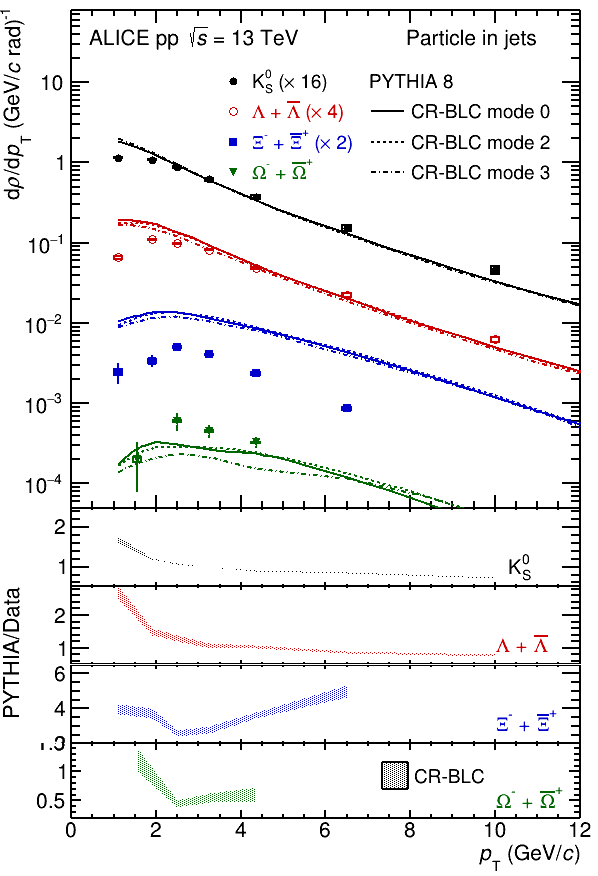 ALICE pp √s = 13 TeV Particle in jets
K⁰S (× 16) PYTHIA 8
Λ + Λ̅ (× 4) CR-BLC mode 0
Ξ⁻ + Ξ̅⁺ (× 2) CR-BLC mode 2
Ω⁻ + Ω̅⁺ CR-BLC mode 3
dρ/dpT (GeV/c rad)⁻¹
10
1
10⁻¹
10⁻²
10⁻³
10⁻⁴
PYTHIA/Data
2
1
K⁰S
2
1
Λ + Λ̅
6
4
2
Ξ⁻ + Ξ̅⁺
1.5
1
0.5
CR-BLC
Ω⁻ + Ω̅⁺
0 2 4 6 8 10 12
pT (GeV/c)